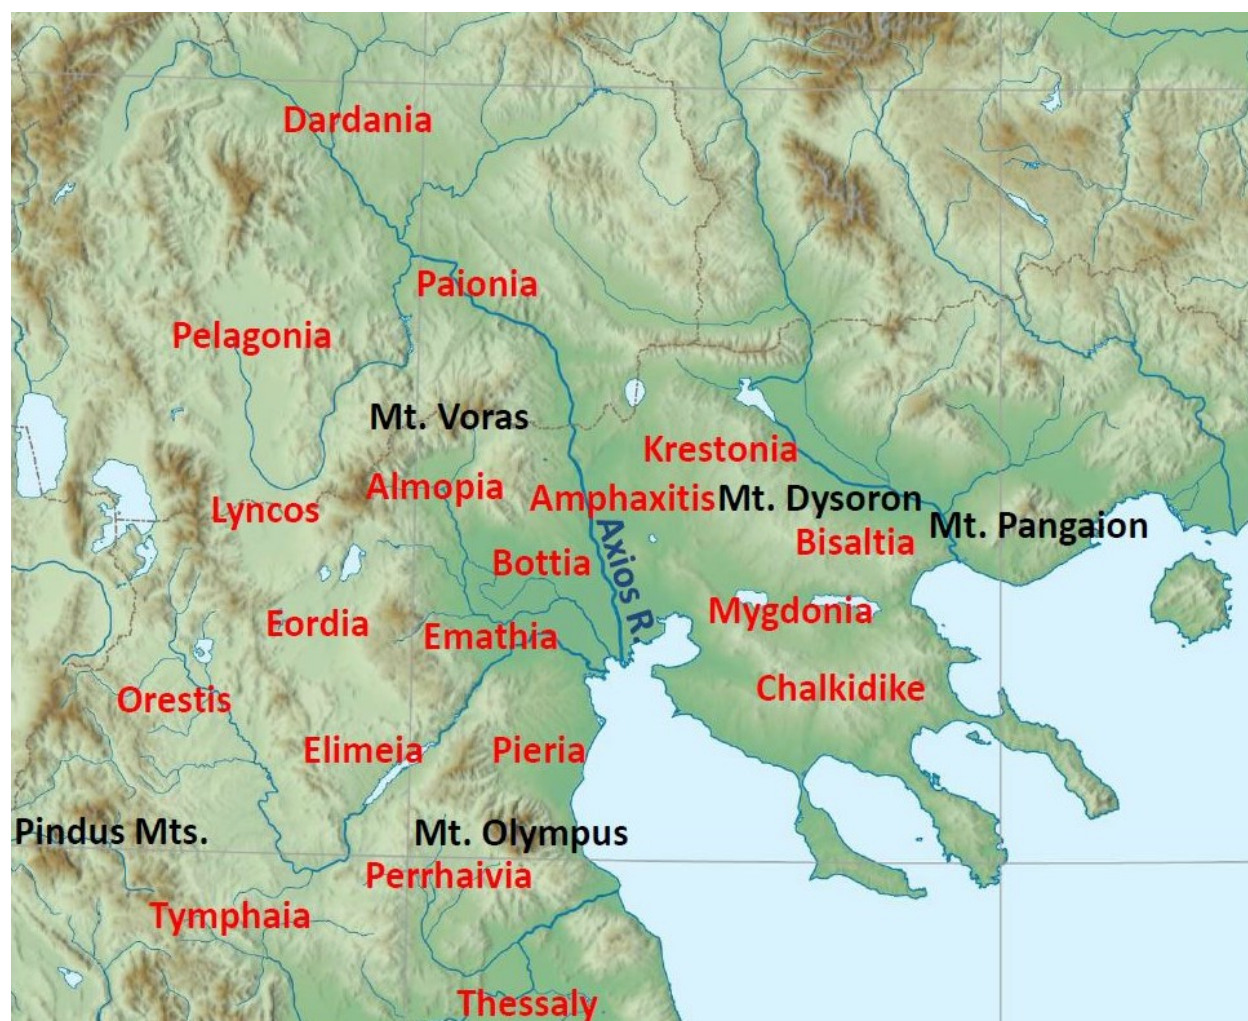 Dardania
Paionia
Pelagonia
Mt. Voras
Krestonia
Almopia
Amphaxitis
Mt. Dysoron
Lyncos
Mt. Pangaion
Bisaltia
Bottia
Axios R.
Mygdonia
Eordia
Emathia
Chalkidike
Orestis
Elimeia
Pieria
Pindus Mts.
Mt. Olympus
Perrhaivia
Tymphaia
Thessaly